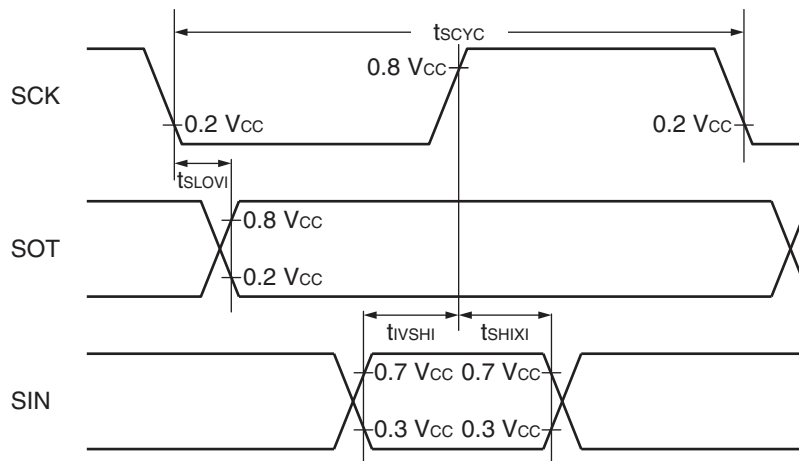 tSCYC
SCK
0.8 VCC
0.2 VCC
0.2 VCC
tSLOVI
SOT
0.8 VCC
0.2 VCC
tIVSHI
tSHIXI
SIN
0.7 VCC
0.7 VCC
0.3 VCC
0.3 VCC